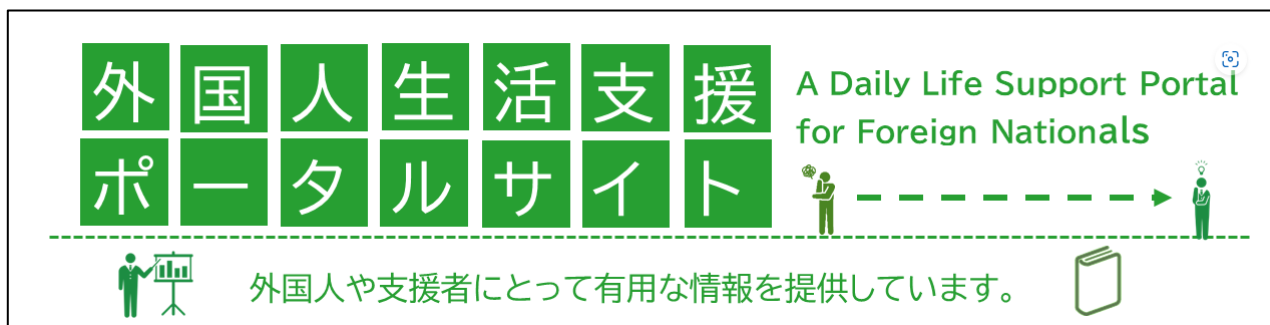 外国人生活支援
ポータルサイト
A Daily Life Support Portal
for Foreign Nationals
外国人や支援者にとって有用な情報を提供しています。